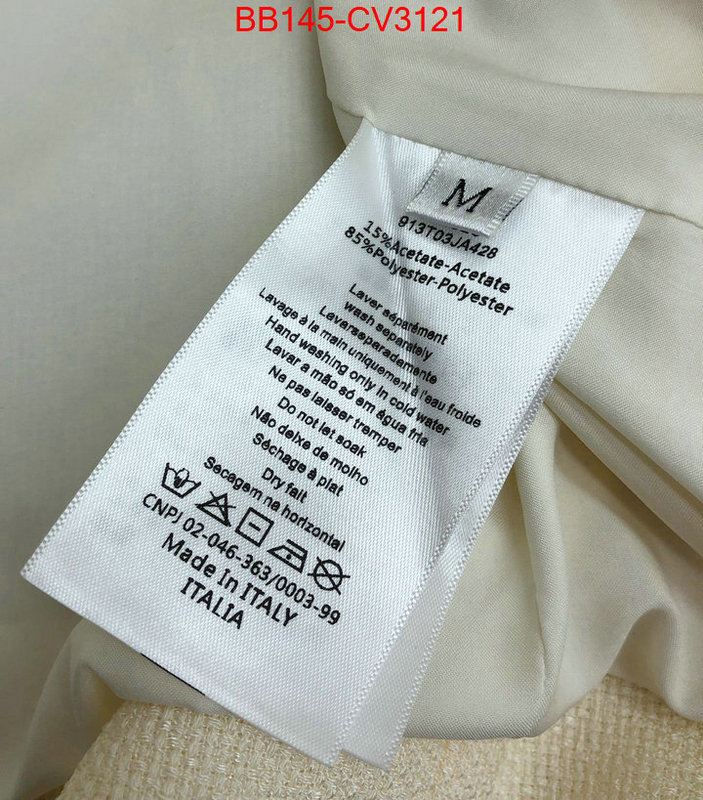 BB145-CV3121
M
913T03JA428
15%Acetate-Acetate
85%Polyester-Polyester
Laver séparément
wash separately
Laverseparadamente
Lavage à la main uniquement à l'eau froide
Hand washing only in cold water
Lavar a mão só em água fria
Ne pas laisser tremper
Do not let soak
Não deixe de molho
Séchage à plat
Dry fait
Secagem na horizontal
CNPJ 02-046-363/0003-99
Made In ITALY
ITALIA